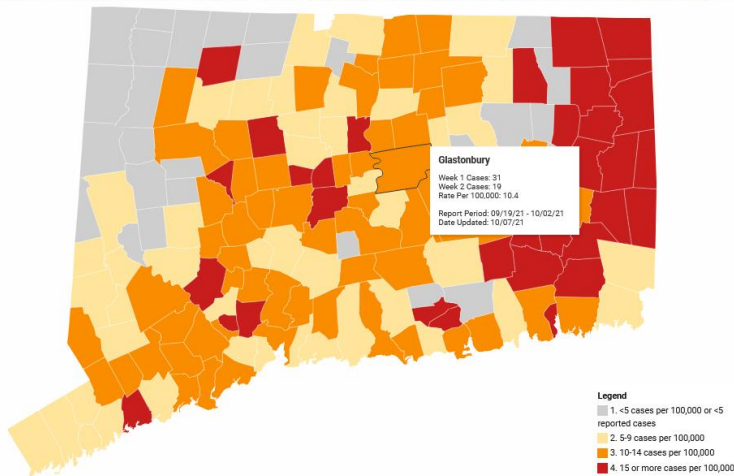 Glastonbury
Week 1 Cases: 31
Week 2 Cases: 19
Rate Per 100,000: 10.4
Report Period: 09/19/21 - 10/02/21
Date Updated: 10/07/21
Legend
1. <5 cases per 100,000 or <5
reported cases
2. 5-9 cases per 100,000
3. 10-14 cases per 100,000
4. 15 or more cases per 100,000